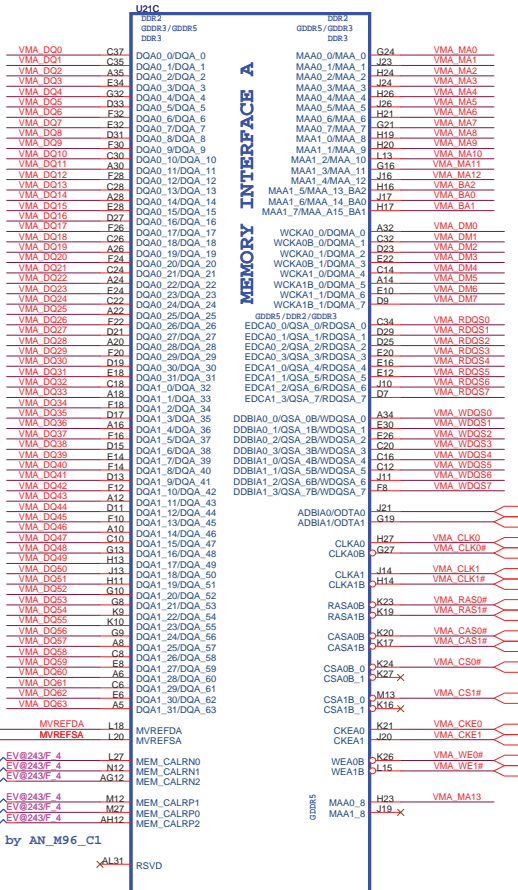 U21C
DDR2
GDDR3/GDDR5
DDR3
DDR2
GDDR5/GDDR3
DDR3
MEMORY INTERFACE A
VMA_DQ0 C37 DQA0_0/DQA_0
VMA_DQ1 C35 DQA0_1/DQA_1
VMA_DQ2 A35 DQA0_2/DQA_2
VMA_DQ3 E34 DQA0_3/DQA_3
VMA_DQ4 G32 DQA0_4/DQA_4
VMA_DQ5 D33 DQA0_5/DQA_5
VMA_DQ6 F32 DQA0_6/DQA_6
VMA_DQ7 E32 DQA0_7/DQA_7
VMA_DQ8 D31 DQA0_8/DQA_8
VMA_DQ9 F30 DQA0_9/DQA_9
VMA_DQ10 C30 DQA0_10/DQA_10
VMA_DQ11 A30 DQA0_11/DQA_11
VMA_DQ12 F28 DQA0_12/DQA_12
VMA_DQ13 C28 DQA0_13/DQA_13
VMA_DQ14 A28 DQA0_14/DQA_14
VMA_DQ15 E28 DQA0_15/DQA_15
VMA_DQ16 D27 DQA0_16/DQA_16
VMA_DQ17 F26 DQA0_17/DQA_17
VMA_DQ18 C26 DQA0_18/DQA_18
VMA_DQ19 A26 DQA0_19/DQA_19
VMA_DQ20 F24 DQA0_20/DQA_20
VMA_DQ21 C24 DQA0_21/DQA_21
VMA_DQ22 A24 DQA0_22/DQA_22
VMA_DQ23 E24 DQA0_23/DQA_23
VMA_DQ24 C22 DQA0_24/DQA_24
VMA_DQ25 A22 DQA0_25/DQA_25
VMA_DQ26 F22 DQA0_26/DQA_26
VMA_DQ27 D21 DQA0_27/DQA_27
VMA_DQ28 A20 DQA0_28/DQA_28
VMA_DQ29 F20 DQA0_29/DQA_29
VMA_DQ30 D19 DQA0_30/DQA_30
VMA_DQ31 E18 DQA0_31/DQA_31
VMA_DQ32 C18 DQA1_0/DQA_32
VMA_DQ33 A18 DQA1_1/DQA_33
VMA_DQ34 F18 DQA1_2/DQA_34
VMA_DQ35 D17 DQA1_3/DQA_35
VMA_DQ36 A16 DQA1_4/DQA_36
VMA_DQ37 F16 DQA1_5/DQA_37
VMA_DQ38 D15 DQA1_6/DQA_38
VMA_DQ39 E14 DQA1_7/DQA_39
VMA_DQ40 F14 DQA1_8/DQA_40
VMA_DQ41 D13 DQA1_9/DQA_41
VMA_DQ42 F12 DQA1_10/DQA_42
VMA_DQ43 A12 DQA1_11/DQA_43
VMA_DQ44 D11 DQA1_12/DQA_44
VMA_DQ45 F10 DQA1_13/DQA_45
VMA_DQ46 A10 DQA1_14/DQA_46
VMA_DQ47 C10 DQA1_15/DQA_47
VMA_DQ48 G13 DQA1_16/DQA_48
VMA_DQ49 H13 DQA1_17/DQA_49
VMA_DQ50 J13 DQA1_18/DQA_50
VMA_DQ51 H11 DQA1_19/DQA_51
VMA_DQ52 G10 DQA1_20/DQA_52
VMA_DQ53 G8 DQA1_21/DQA_53
VMA_DQ54 K9 DQA1_22/DQA_54
VMA_DQ55 K10 DQA1_23/DQA_55
VMA_DQ56 G9 DQA1_24/DQA_56
VMA_DQ57 A8 DQA1_25/DQA_57
VMA_DQ58 C8 DQA1_26/DQA_58
VMA_DQ59 E8 DQA1_27/DQA_59
VMA_DQ60 A6 DQA1_28/DQA_60
VMA_DQ61 C6 DQA1_29/DQA_61
VMA_DQ62 E6 DQA1_30/DQA_62
VMA_DQ63 A5 DQA1_31/DQA_63
MVREFDA L18 MVREFDA
MVREFSA L20 MVREFSA
EV@243/F_4 L27 MEM_CALRN0
EV@243/F_4 N12 MEM_CALRN1
EV@243/F_4 AG12 MEM_CALRN2
EV@243/F_4 M12 MEM_CALRP1
EV@243/F_4 M27 MEM_CALRP0
EV@243/F_4 AH12 MEM_CALRP2
by AN_M96_C1
AL31 RSVD
MAA0_0/MAA_0 G24 VMA_MA0
MAA0_1/MAA_1 J23 VMA_MA1
MAA0_2/MAA_2 H24 VMA_MA2
MAA0_3/MAA_3 J24 VMA_MA3
MAA0_4/MAA_4 H26 VMA_MA4
MAA0_5/MAA_5 J26 VMA_MA5
MAA0_6/MAA_6 H21 VMA_MA6
MAA0_7/MAA_7 G21 VMA_MA7
MAA1_0/MAA_8 H19 VMA_MA8
MAA1_1/MAA_9 H20 VMA_MA9
MAA1_2/MAA_10 L13 VMA_MA10
MAA1_3/MAA_11 G16 VMA_MA11
MAA1_4/MAA_12 J16 VMA_MA12
MAA1_5/MAA_13_BA2 H16 VMA_BA2
MAA1_6/MAA_14_BA0 J17 VMA_BA0
MAA1_7/MAA_A15_BA1 H17 VMA_BA1
WCKA0_0/DQMA_0 A32 VMA_DM0
WCKA0B_0/DQMA_1 C32 VMA_DM1
WCKA0_1/DQMA_2 D23 VMA_DM2
WCKA0B_1/DQMA_3 E22 VMA_DM3
WCKA1_0/DQMA_4 C14 VMA_DM4
WCKA1B_0/DQMA_5 A14 VMA_DM5
WCKA1_1/DQMA_6 E10 VMA_DM6
WCKA1B_1/DQMA_7 D9 VMA_DM7
GDDR5/DDR2/GDDR3
EDCA0_0/QSA_0/RDQSA_0 C34 VMA_RDQS0
EDCA0_1/QSA_1/RDQSA_1 D29 VMA_RDQS1
EDCA0_2/QSA_2/RDQSA_2 D25 VMA_RDQS2
EDCA0_3/QSA_3/RDQSA_3 E20 VMA_RDQS3
EDCA1_0/QSA_4/RDQSA_4 E16 VMA_RDQS4
EDCA1_1/QSA_5/RDQSA_5 E12 VMA_RDQS5
EDCA1_2/QSA_6/RDQSA_6 J10 VMA_RDQS6
EDCA1_3/QSA_7/RDQSA_7 D7 VMA_RDQS7
DDBIA0_0/QSA_0B/WDQSA_0 A34 VMA_WDQS0
DDBIA0_1/QSA_1B/WDQSA_1 E30 VMA_WDQS1
DDBIA0_2/QSA_2B/WDQSA_2 E26 VMA_WDQS2
DDBIA0_3/QSA_3B/WDQSA_3 C20 VMA_WDQS3
DDBIA1_0/QSA_4B/WDQSA_4 C16 VMA_WDQS4
DDBIA1_1/QSA_5B/WDQSA_5 C12 VMA_WDQS5
DDBIA1_2/QSA_6B/WDQSA_6 J11 VMA_WDQS6
DDBIA1_3/QSA_7B/WDQSA_7 F8 VMA_WDQS7
ADBIA0/ODTA0 J21
ADBIA1/ODTA1 G19
CLKA0 H27 VMA_CLK0
CLKA0B G27 VMA_CLK0#
CLKA1 J14 VMA_CLK1
CLKA1B H14 VMA_CLK1#
RASA0B K23 VMA_RAS0#
RASA1B K19 VMA_RAS1#
CASA0B K20 VMA_CAS0#
CASA1B K17 VMA_CAS1#
CSA0B_0 K24 VMA_CS0#
CSA0B_1 K27
CSA1B_0 M13 VMA_CS1#
CSA1B_1 K16
CKEA0 K21 VMA_CKE0
CKEA1 J20 VMA_CKE1
WEA0B K26 VMA_WE0#
WEA1B L15 VMA_WE1#
GDDR5
MAA0_8 H23 VMA_MA13
MAA1_8 J19